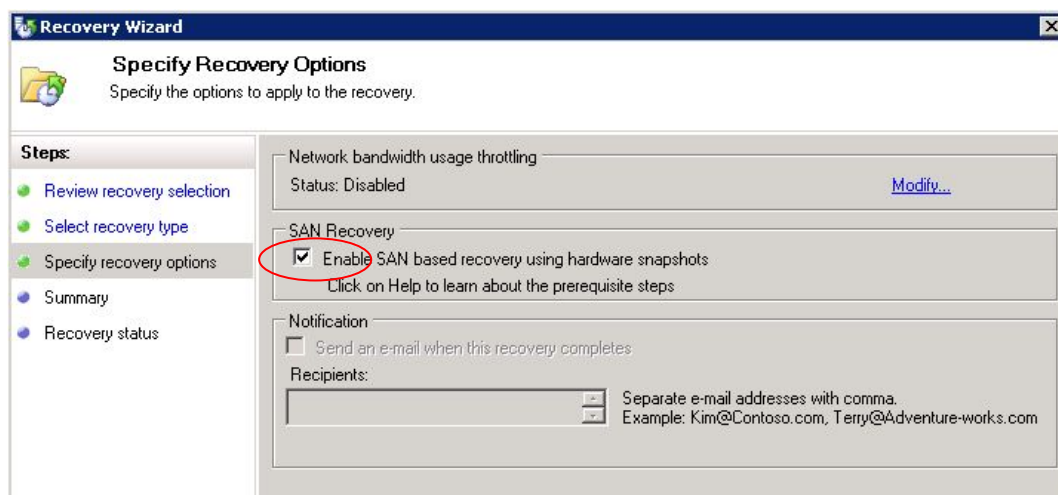 Recovery Wizard
Specify Recovery Options
Specify the options to apply to the recovery.
Steps:
Review recovery selection
Select recovery type
Specify recovery options
Summary
Recovery status
Network bandwidth usage throttling
Status: Disabled
Modify...
SAN Recovery
Enable SAN based recovery using hardware snapshots
Click on Help to learn about the prerequisite steps
Notification
Send an e-mail when this recovery completes
Recipients:
Separate e-mail addresses with comma.
Example: Kim@Contoso.com, Terry@Adventure-works.com